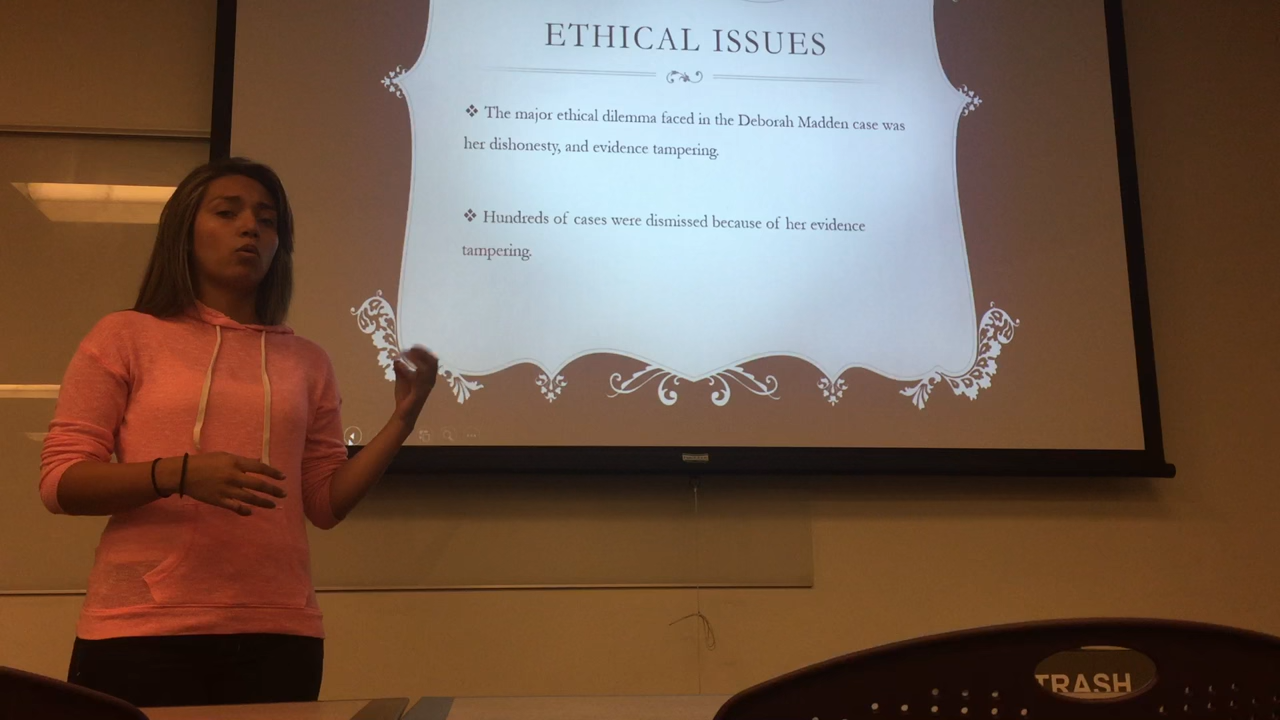 ETHICAL ISSUES
❖ The major ethical dilemma faced in the Deborah Madden case was
her dishonesty, and evidence tampering.
❖ Hundreds of cases were dismissed because of her evidence
tampering.
TRASH